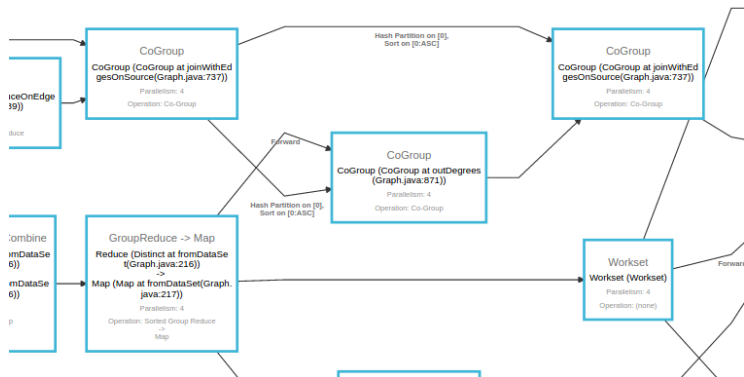 CoGroup
CoGroup (CoGroup at joinWithEd
gesOnSource(Graph.java:737))
Parallelism: 4
Operation: Co-Group
Hash Partition on [0],
Sort on [0:ASC]
CoGroup
CoGroup (CoGroup at joinWithEd
gesOnSource(Graph.java:737))
Parallelism: 4
Operation: Co-Group
uceOnEdge
39))
duce
Forward
CoGroup
CoGroup (CoGroup at outDegrees
(Graph.java:871))
Parallelism: 4
Operation: Co-Group
Hash Partition on [0],
Sort on [0:ASC]
Combine
omDataSe
6))
omDataSe
6))
p
GroupReduce -> Map
Reduce (Distinct at fromDataSe
t(Graph.java:216))
->
Map (Map at fromDataSet(Graph.
java:217))
Parallelism: 4
Operation: Sorted Group Reduce
->
Map
Workset
Workset (Workset)
Parallelism: 4
Operation: (none)
Forward